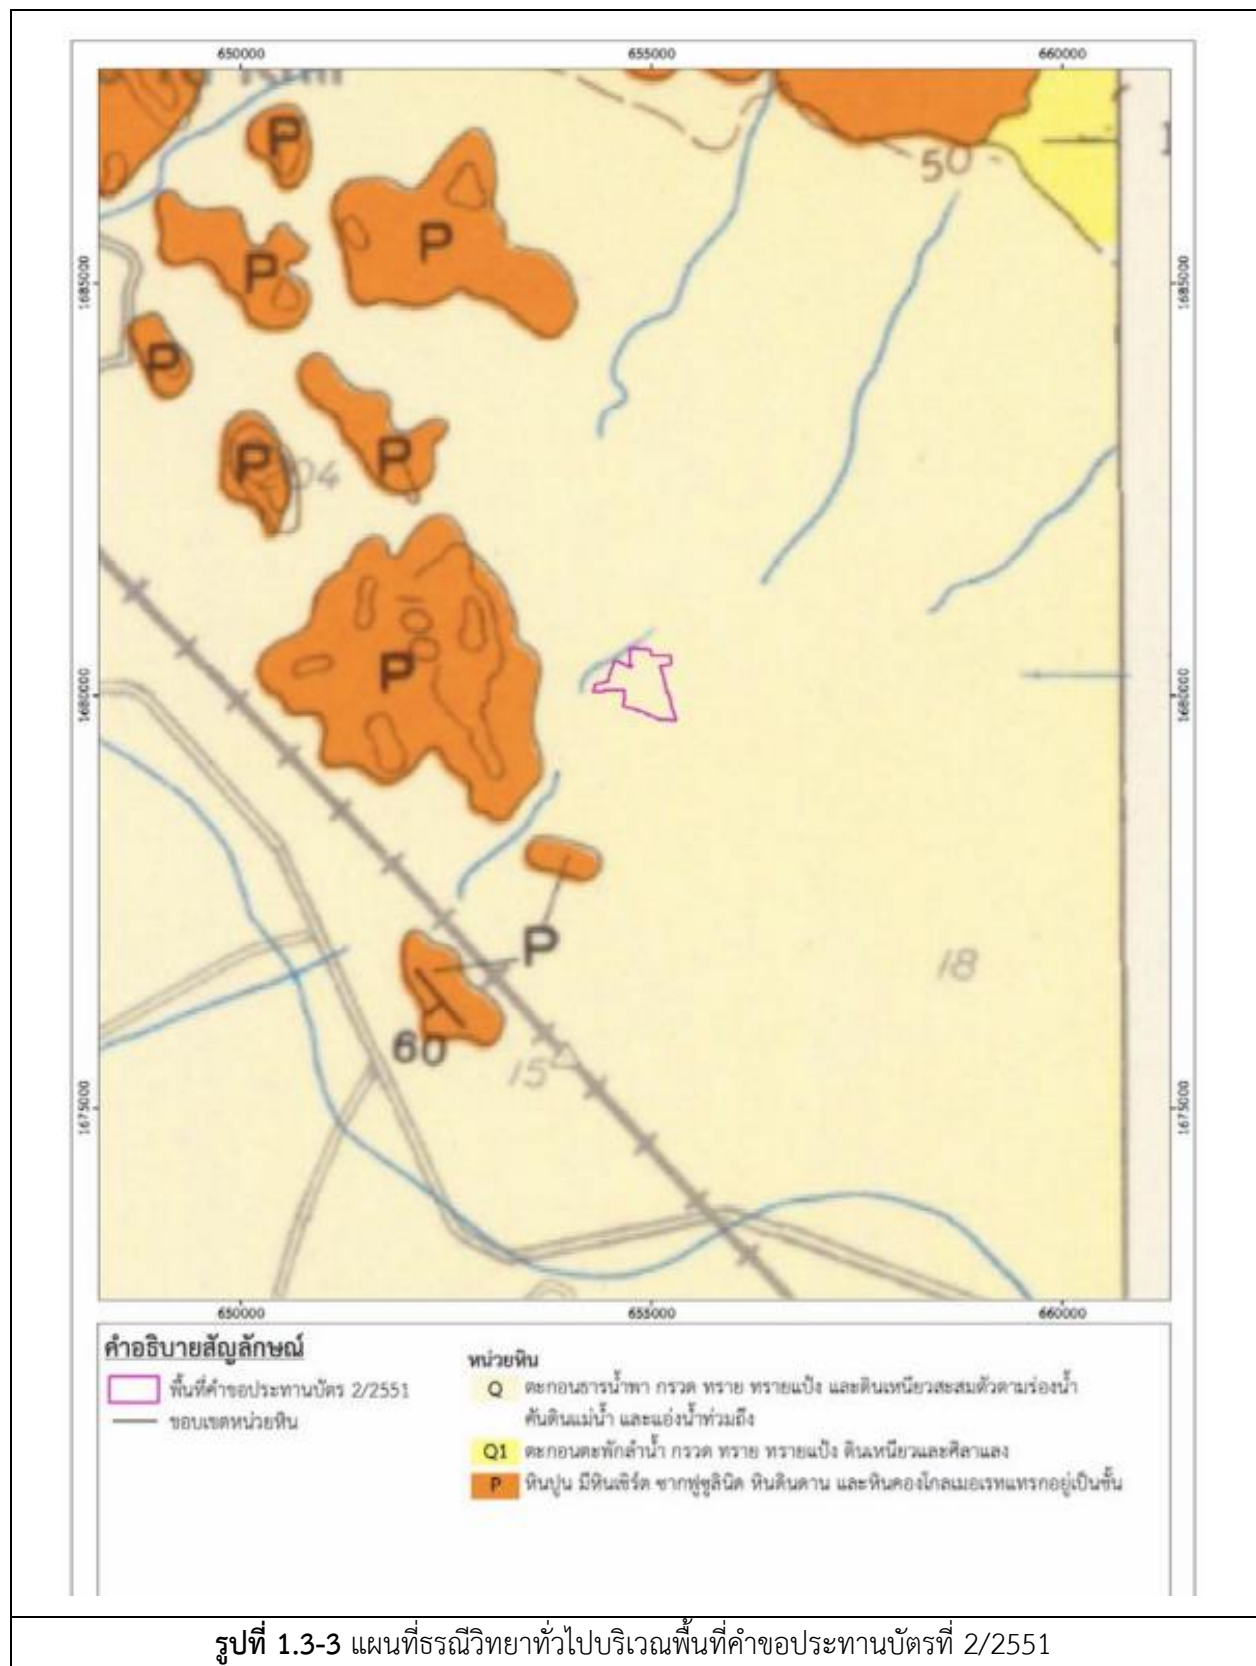 650000 655000 660000
P
50
P
P
1685000 1685000
P
P
P
04
P
1680000 1680000
P
18
60
15
1675000 1675000
650000 655000 660000
คำอธิบายสัญลักษณ์
พื้นที่คำขอประทานบัตร 2/2551
ขอบเขตหน่วยหิน
หน่วยหิน
Q ตะกอนธารน้ำพา กรวด ทราย ทรายแป้ง และดินเหนียวสะสมตัวตามร่องน้ำ
คันดินแม่น้ำ และแอ่งน้ำท่วมถึง
Q1 ตะกอนตะพักลำน้ำ กรวด ทราย ทรายแป้ง ดินเหนียวและศิลาแลง
P หินปูน มีหินเชิร์ต ซากฟูซูลินิด หินดินดาน และหินคองโกลเมอเรทแทรกอยู่เป็นชั้น
รูปที่ 1.3-3 แผนที่ธรณีวิทยาทั่วไปบริเวณพื้นที่คำขอประทานบัตรที่ 2/2551